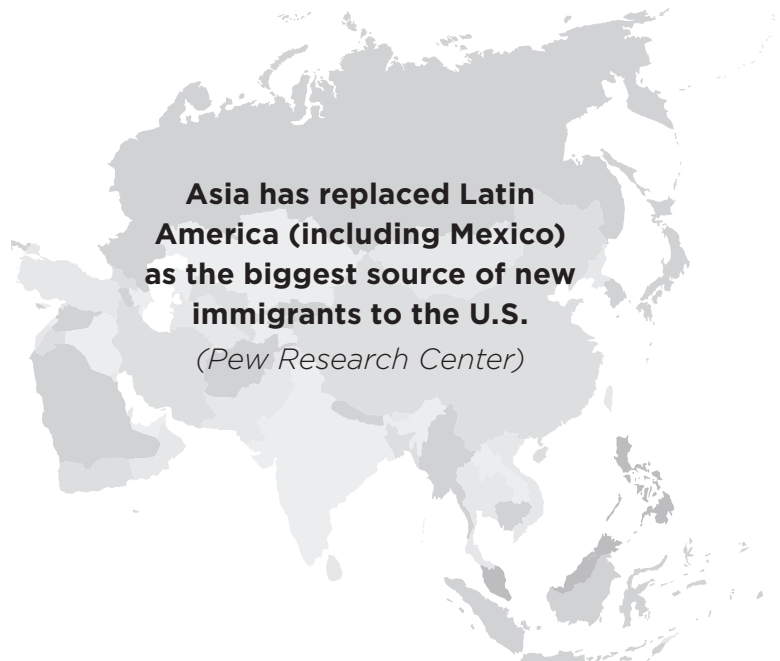 Asia has replaced Latin
America (including Mexico)
as the biggest source of new
immigrants to the U.S.
(Pew Research Center)